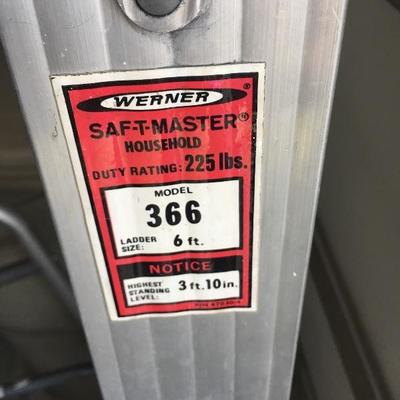 WERNER®
SAF-T-MASTER®
HOUSEHOLD
DUTY RATING: 225 lbs.
MODEL
366
LADDER SIZE: 6 ft.
NOTICE
HIGHEST STANDING LEVEL: 3 ft. 10 in.